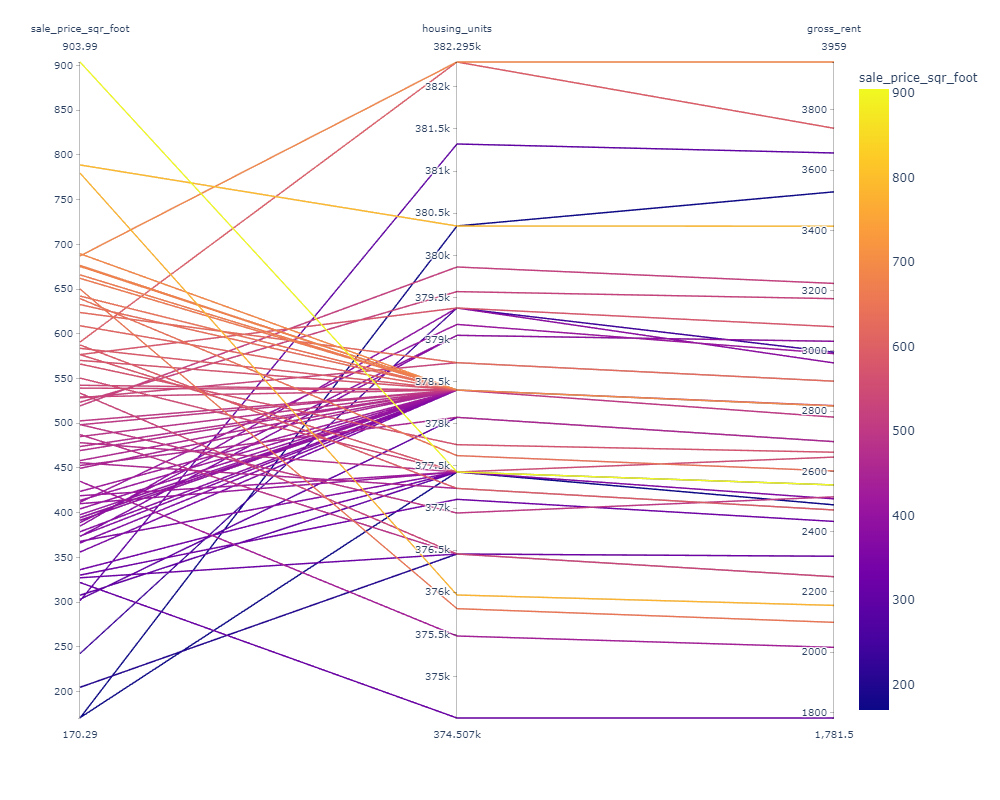 sale_price_sqr_foot
housing_units
gross_rent
903.99
382.295k
3959
900
850
800
750
700
650
600
550
500
450
400
350
300
250
200
382k
381.5k
381k
380.5k
380k
379.5k
379k
378.5k
378k
377.5k
377k
376.5k
376k
375.5k
375k
3800
3600
3400
3200
3000
2800
2600
2400
2200
2000
1800
170.29
374.507k
1,781.5
sale_price_sqr_foot
900
800
700
600
500
400
300
200